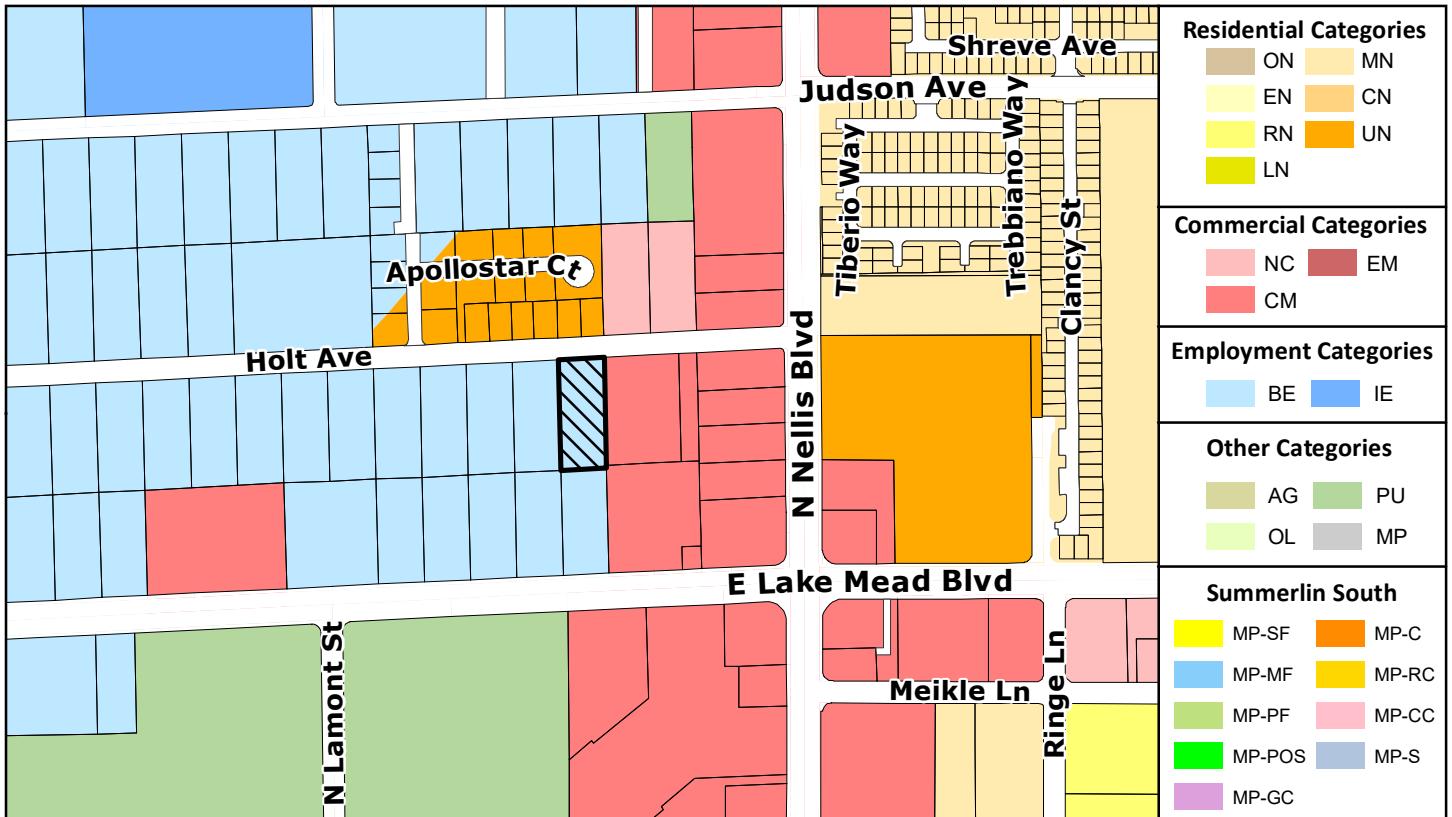 Shreve Ave
Judson Ave
Tiberio Way
Trebbiano Way
Clancy St
Apollostar Ct
Holt Ave
N Nellis Blvd
E Lake Mead Blvd
N Lamont St
Meikle Ln
Ringe Ln
Residential Categories
ON MN
EN CN
RN UN
LN
Commercial Categories
NC EM
CM
Employment Categories
BE IE
Other Categories
AG PU
OL MP
Summerlin South
MP-SF MP-C
MP-MF MP-RC
MP-PF MP-CC
MP-POS MP-S
MP-GC